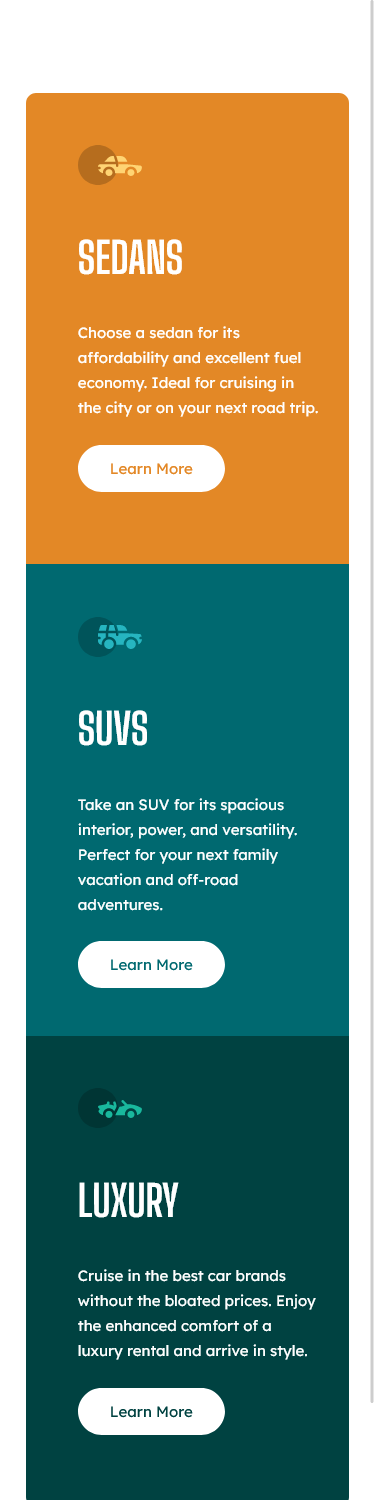 SEDANS
Choose a sedan for its
affordability and excellent fuel
economy. Ideal for cruising in
the city or on your next road trip.
Learn More
SUVS
Take an SUV for its spacious
interior, power, and versatility.
Perfect for your next family
vacation and off-road
adventures.
Learn More
LUXURY
Cruise in the best car brands
without the bloated prices. Enjoy
the enhanced comfort of a
luxury rental and arrive in style.
Learn More